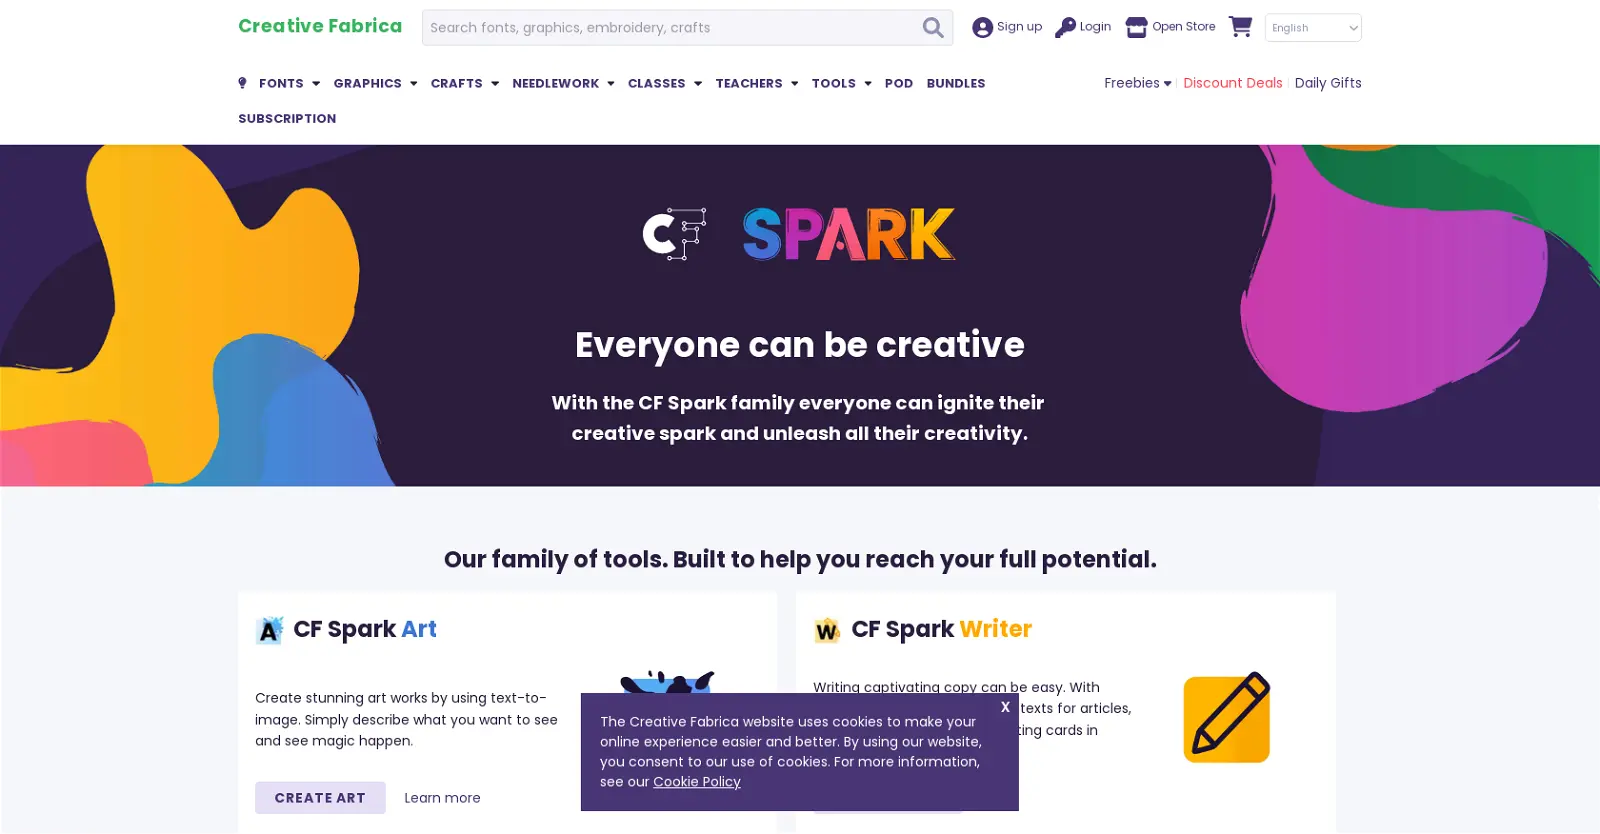 Creative Fabrica
Search fonts, graphics, embroidery, crafts
Sign up
Login
Open Store
English
FONTS
GRAPHICS
CRAFTS
NEEDLEWORK
CLASSES
TEACHERS
TOOLS
POD
BUNDLES
Freebies
Discount Deals
Daily Gifts
SUBSCRIPTION
CF SPARK
Everyone can be creative
With the CF Spark family everyone can ignite their
creative spark and unleash all their creativity.
Our family of tools. Built to help you reach your full potential.
A
CF Spark Art
Create stunning art works by using text-to-
image. Simply describe what you want to see
and see magic happen.
CREATE ART
Learn more
W
CF Spark Writer
Writing captivating copy can be easy. With
texts for articles,
cards in
X
The Creative Fabrica website uses cookies to make your
online experience easier and better. By using our website,
you consent to our use of cookies. For more information,
see our Cookie Policy